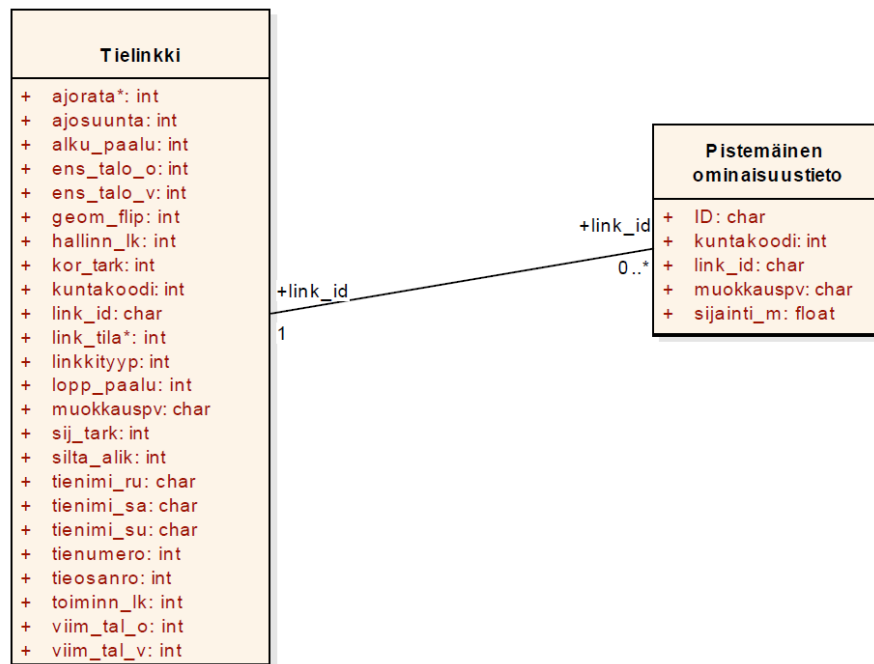 Tielinkki
+ ajorata*: int
+ ajosuunta: int
+ alku_paalu: int
+ ens_talo_o: int
+ ens_talo_v: int
+ geom_flip: int
+ hallinn_lk: int
+ kor_tark: int
+ kuntakoodi: int
+ link_id: char
+ link_tila*: int
+ linkkityyp: int
+ lopp_paalu: int
+ muokkauspv: char
+ sij_tark: int
+ silta_alik: int
+ tienimi_ru: char
+ tienimi_sa: char
+ tienimi_su: char
+ tienumero: int
+ tieosanro: int
+ toiminn_lk: int
+ viim_tal_o: int
+ viim_tal_v: int
+link_id
1
+link_id
0..*
Pistemäinen
ominaisuustieto
+ ID: char
+ kuntakoodi: int
+ link_id: char
+ muokkauspv: char
+ sijainti_m: float